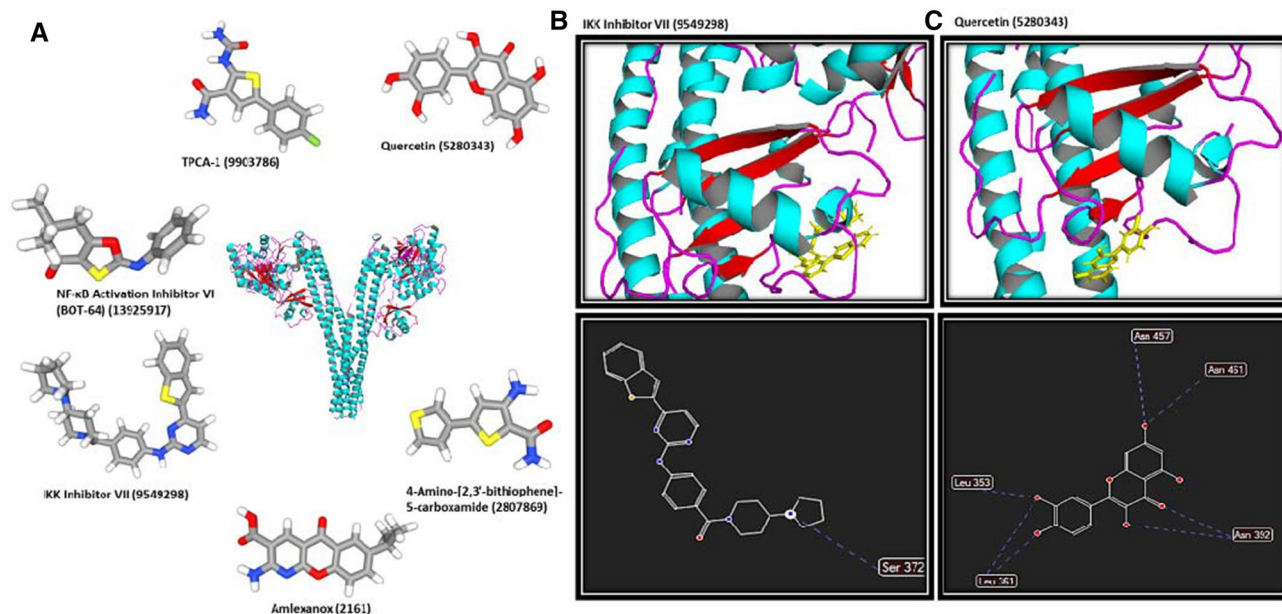 A
TPCA-1 (9903786)
Quercetin (5280343)
NF-κD Activation Inhibitor VI
(BOT-64) (13925917)
IKK Inhibitor VII (9549298)
4-Amino-[2,3'-bithiophene]-
5-carboxamide (2807869)
Amlexanox (2161)
B
IKK Inhibitor VII (9549298)
Ser 372
C
Quercetin (5280343)
Asn 457
Asn 461
Leu 353
Asn 392
Leu 361